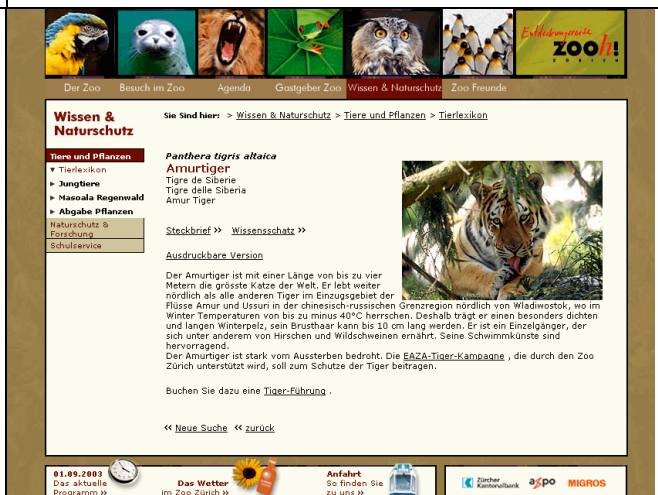 Entdeckungsreise
zooh!
ZÜRICH
Der Zoo Besuch im Zoo Agenda Gastgeber Zoo Wissen & Naturschutz Zoo Freunde
Wissen &
Naturschutz
Sie Sind hier: > Wissen & Naturschutz > Tiere und Pflanzen > Tierlexikon
Tiere und Pflanzen
Tierlexikon
Jungtiere
Masoala Regenwald
Abgabe Pflanzen
Naturschutz &
Forschung
Schulservice
Panthera tigris altaica
Amurtiger
Tigre de Siberie
Tigre delle Siberia
Amur Tiger
Steckbrief » Wissensschatz »
Ausdruckbare Version
Der Amurtiger ist mit einer Länge von bis zu vier
Metern die grösste Katze der Welt. Er lebt weiter
nördlich als alle anderen Tiger im Einzugsgebiet der
Flüsse Amur und Ussuri in der chinesisch-russischen Grenzregion nördlich von Wladiwostok, wo im
Winter Temperaturen von bis zu minus 40°C herrschen. Deshalb trägt er einen besonders dichten
und langen Winterpelz, sein Brusthaar kann bis 10 cm lang werden. Er ist ein Einzelgänger, der
sich unter anderem von Hirschen und Wildschweinen ernährt. Seine Schwimmkünste sind
hervorragend.
Der Amurtiger ist stark vom Aussterben bedroht. Die EAZA-Tiger-Kampagne , die durch den Zoo
Zürich unterstützt wird, soll zum Schutze der Tiger beitragen.
Buchen Sie dazu eine Tiger-Führung .
« Neue Suche « zurück
01.09.2003
Das aktuelle
Programm »
Das Wetter
im Zoo Zürich »
Anfahrt
So finden Sie
zu uns »
Zürcher
Kantonalbank
axpo
MIGROS